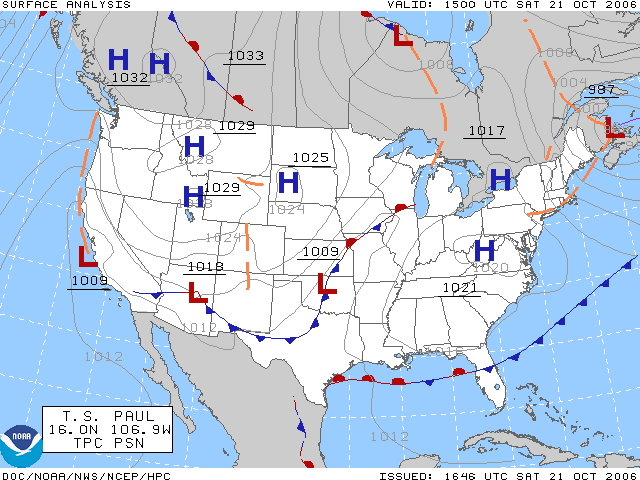 SURFACE ANALYSIS
VALID: 1500 UTC SAT 21 OCT 2006
L
1008
1008
1033
H
H
1032
1032
1004
987
1000
L
1028
1029
1017
H
1028
1025
H
H
1029
1028
H
1024
1024
H
1020
L
1009
1018
1009
L
L
1021
1012
1012
1012
T.S. PAUL
16.0N 106.9W
TPC PSN
NOAA
DOC/NOAA/NWS/NCEP/HPC
ISSUED: 1646 UTC SAT 21 OCT 2006